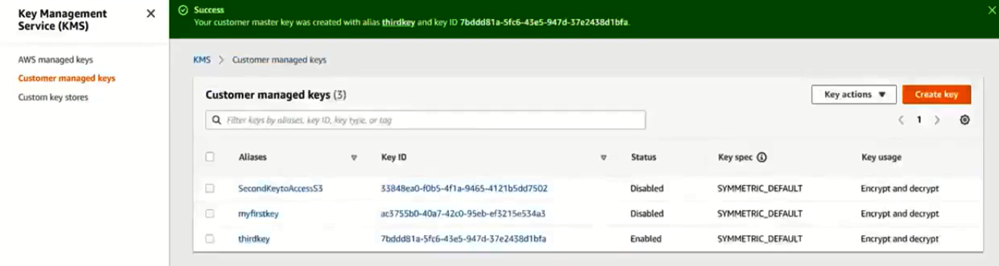 Key Management
Service (KMS)
AWS managed keys
Customer managed keys
Custom key stores
Success
Your customer master key was created with alias thirdkey and key ID 7bddd81a-5fc6-43e5-947d-37e2438d1bfa.
KMS > Customer managed keys
Customer managed keys (3)
Key actions
Create key
Filter keys by aliases, key ID, key type, or tag
1
Aliases Key ID Status Key spec Key usage
SecondKeytoAccessS3 33848ea0-f0b5-4f1a-9465-4121b5dd7502 Disabled SYMMETRIC_DEFAULT Encrypt and decrypt
myfirstkey ac3755b0-40a7-42c0-95eb-ef3215e534a3 Disabled SYMMETRIC_DEFAULT Encrypt and decrypt
thirdkey 7bddd81a-5fc6-43e5-947d-37e2438d1bfa Enabled SYMMETRIC_DEFAULT Encrypt and decrypt